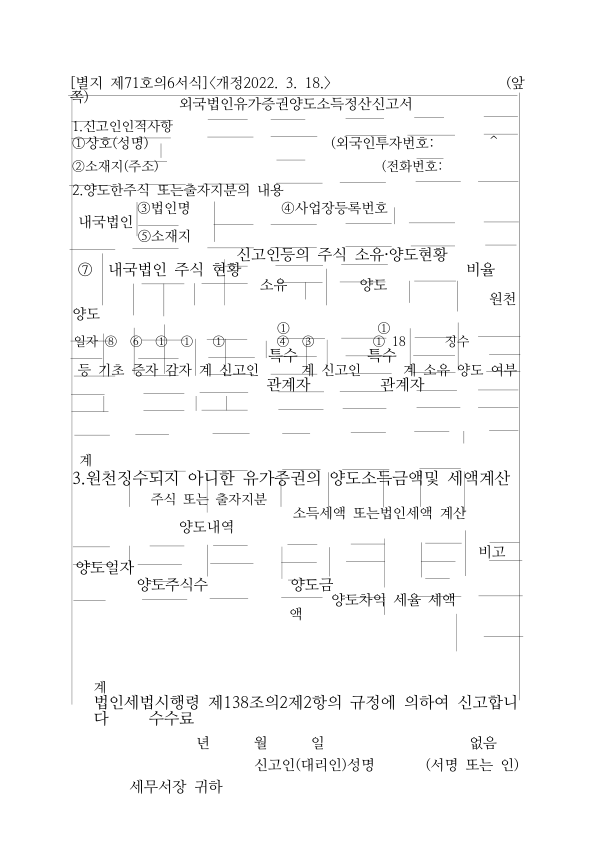 [별지 제71호의6서식]<개정2022. 3. 18.> (앞
쪽)
외국법인유가증권양도소득정산신고서
1.신고인인적사항
①상호(성명) (외국인투자번호: ^
②소재지(주소) (전화번호:
2.양도한주식 또는출자지분의 내용
내국법인 ③법인명 ④사업장등록번호
⑤소재지
신고인등의 주식 소유·양도현황
⑦ 내국법인 주식 현황 비율
소유 양도
원천
양도
① ①
일자 ⑧ ⑥ ① ① ① ④ ③ ① 18 징수
특수 특수
등 기초 증자 감자 계 신고인 계 신고인 계 소유 양도 여부
관계자 관계자
계
3.원천징수되지 아니한 유가증권의 양도소득금액및 세액계산
주식 또는 출자지분
소득세액 또는법인세액 계산
양도내역
비고
양도일자
양도주식수 양도금
양도차익 세율 세액
액
계
법인세법시행령 제138조의2제2항의 규정에 의하여 신고합니
다 수수료
년 월 일 없음
신고인(대리인)성명 (서명 또는 인)
세무서장 귀하